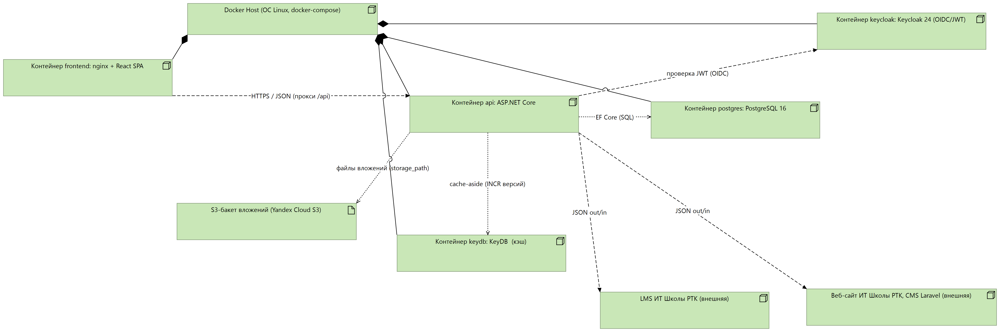 Docker Host (ОС Linux, docker-compose)
Контейнер keycloak: Keycloak 24 (OIDC/JWT)
Контейнер frontend: nginx + React SPA
проверка JWT (OIDC)
HTTPS / JSON (прокси /api)
Контейнер api: ASP.NET Core
Контейнер postgres: PostgreSQL 16
EF Core (SQL)
файлы вложений (storage_path)
cache-aside (INCR версий)
S3-бакет вложений (Yandex Cloud S3)
JSON out/in
JSON out/in
Контейнер keydb: KeyDB  (кэш)
LMS ИТ Школы РТК (внешняя)
Веб-сайт ИТ Школы РТК, CMS Laravel (внешняя)